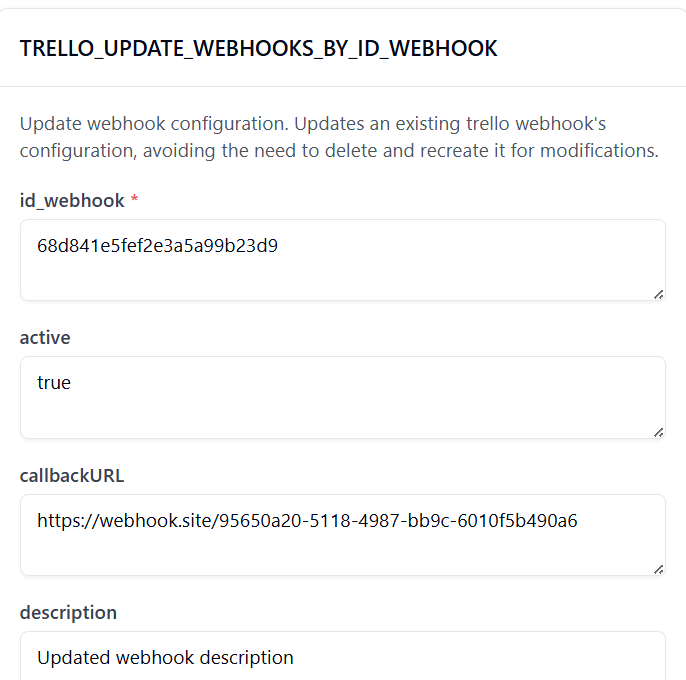 TRELLO_UPDATE_WEBHOOKS_BY_ID_WEBHOOK
Update webhook configuration. Updates an existing trello webhook's
configuration, avoiding the need to delete and recreate it for modifications.
id_webhook *
68d841e5fef2e3a5a99b23d9
active
true
callbackURL
https://webhook.site/95650a20-5118-4987-bb9c-6010f5b490a6
description
Updated webhook description